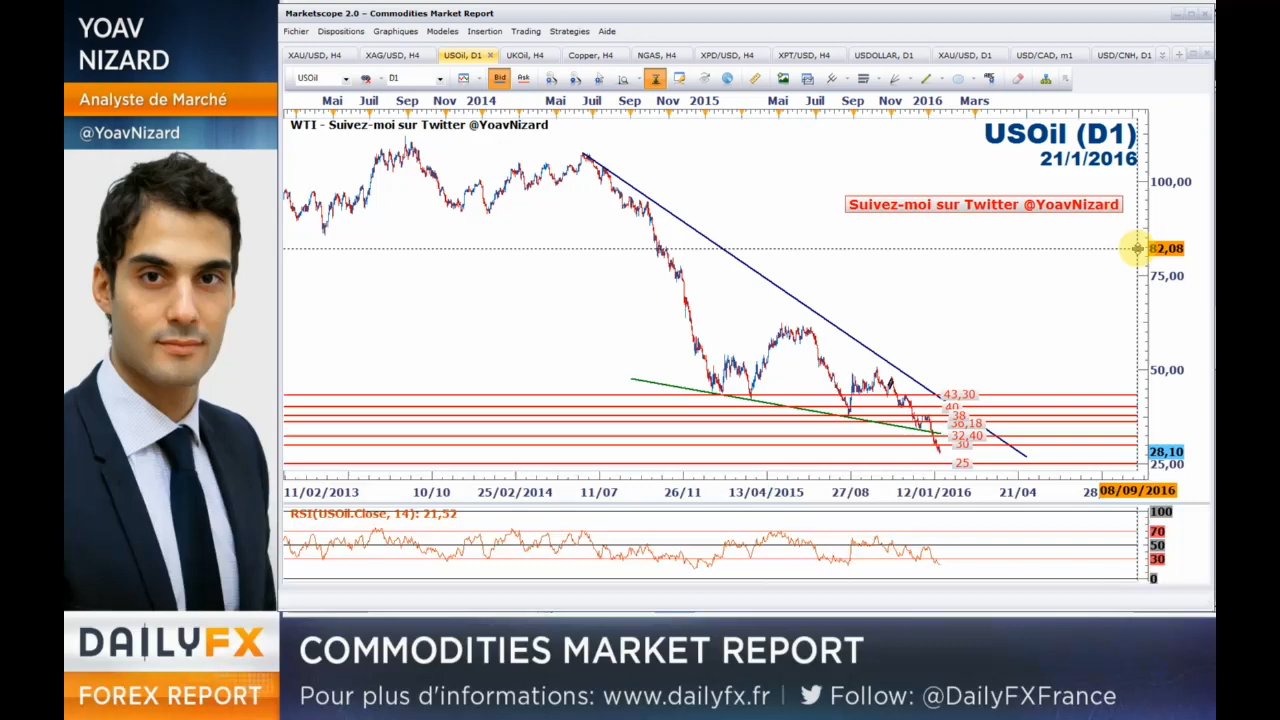 YOAV
NIZARD
Analyste de Marché
@YoavNizard
Marketscope 2.0 – Commodities Market Report
Fichier Dispositions Graphiques Modeles Insertion Trading Strategies Aide
XAU/USD, H4 XAG/USD, H4 USOil, D1 UKOil, H4 Copper, H4 NGAS, H4 XPD/USD, H4 XPT/USD, H4 USDOLLAR, D1 XAU/USD, D1 USD/CAD, m1 USD/CNH, D1
USOil D1 Bid Ask
Mai Juil Sep Nov 2014 Mai Juil Sep Nov 2015 Mai Juil Sep Nov 2016 Mars
WTI - Suivez-moi sur Twitter @YoavNizard
USOil (D1)
21/1/2016
100,00
Suivez-moi sur Twitter @YoavNizard
82,08
75,00
50,00
43,30
40
38
36,18
32,40
30
28,10
25
25,00
11/02/2013 10/10 25/02/2014 11/07 26/11 13/04/2015 27/08 12/01/2016 21/04 28 08/09/2016
RSI(USOil.Close, 14): 21,52
100
70
50
30
0
DAILYFX
FOREX REPORT
COMMODITIES MARKET REPORT
Pour plus d'informations: www.dailyfx.fr | Follow: @DailyFXFrance